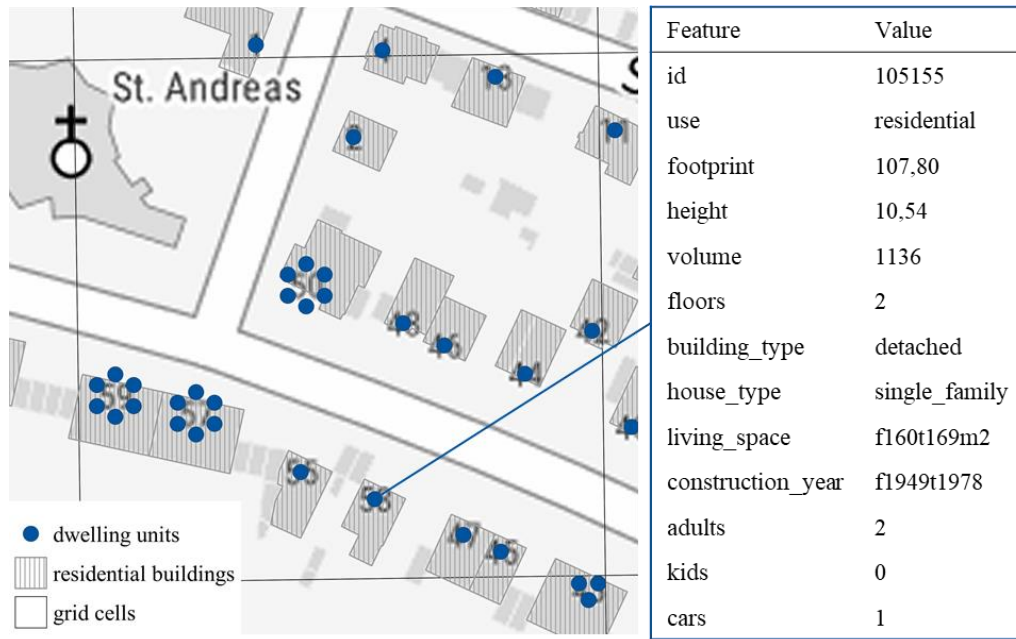 St. Andreas
13
11
2
50
48
46
42
44
59
57
55
53
47
45
dwelling units
residential buildings
grid cells
Feature Value
id 105155
use residential
footprint 107,80
height 10,54
volume 1136
floors 2
building_type detached
house_type single_family
living_space f160t169m2
construction_year f1949t1978
adults 2
kids 0
cars 1